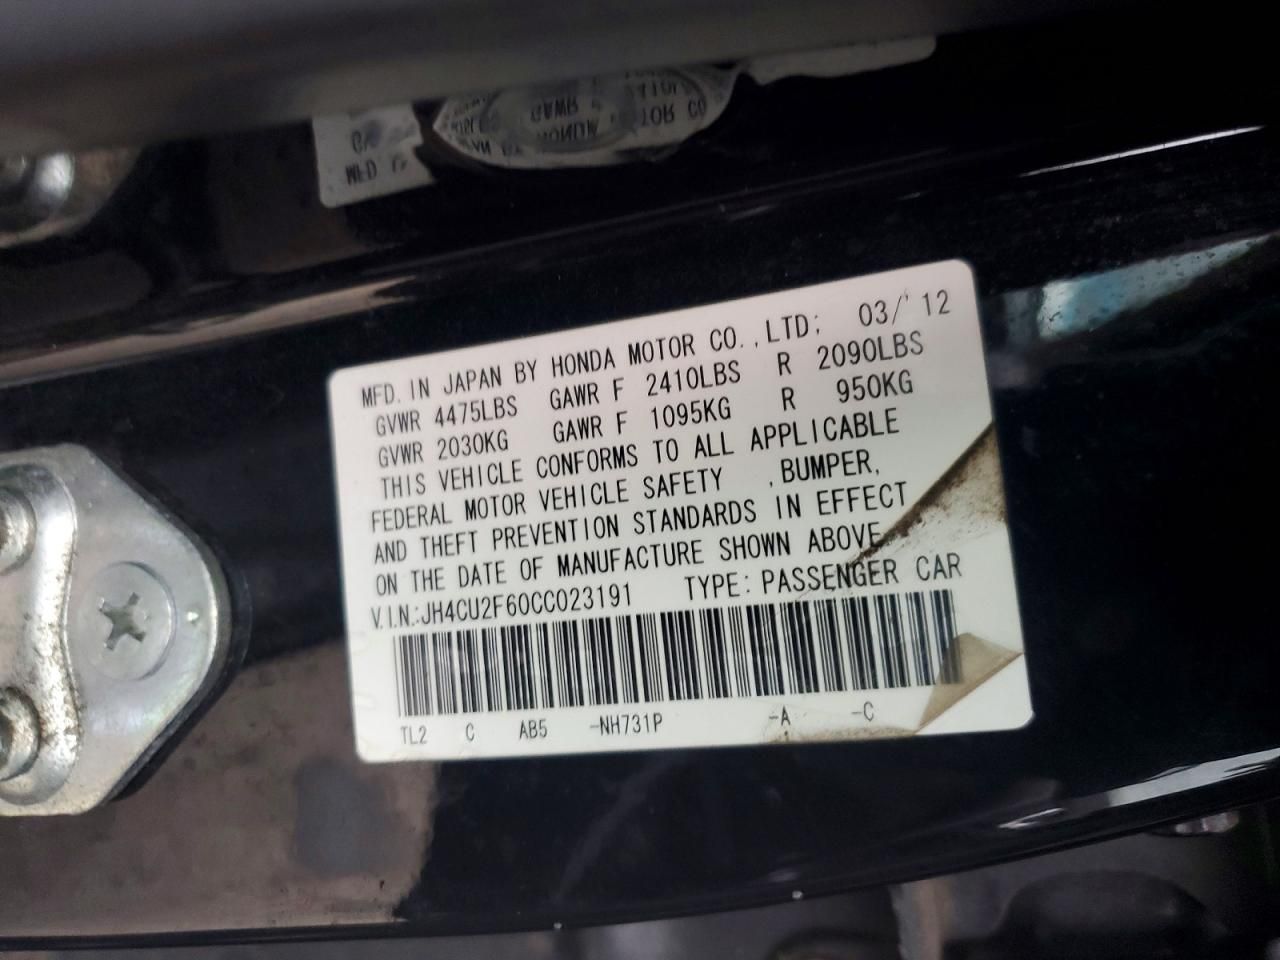 MFD. IN JAPAN BY HONDA MOTOR CO., LTD; 03/'12
GVWR 4475LBS GAWR F 2410LBS R 2090LBS
GVWR 2030KG GAWR F 1095KG R 950KG
THIS VEHICLE CONFORMS TO ALL APPLICABLE
FEDERAL MOTOR VEHICLE SAFETY , BUMPER,
AND THEFT PREVENTION STANDARDS IN EFFECT
ON THE DATE OF MANUFACTURE SHOWN ABOVE
V.I.N.:JH4CU2F60CC023191 TYPE: PASSENGER CAR
TL2 C AB5 -NH731P -A -C